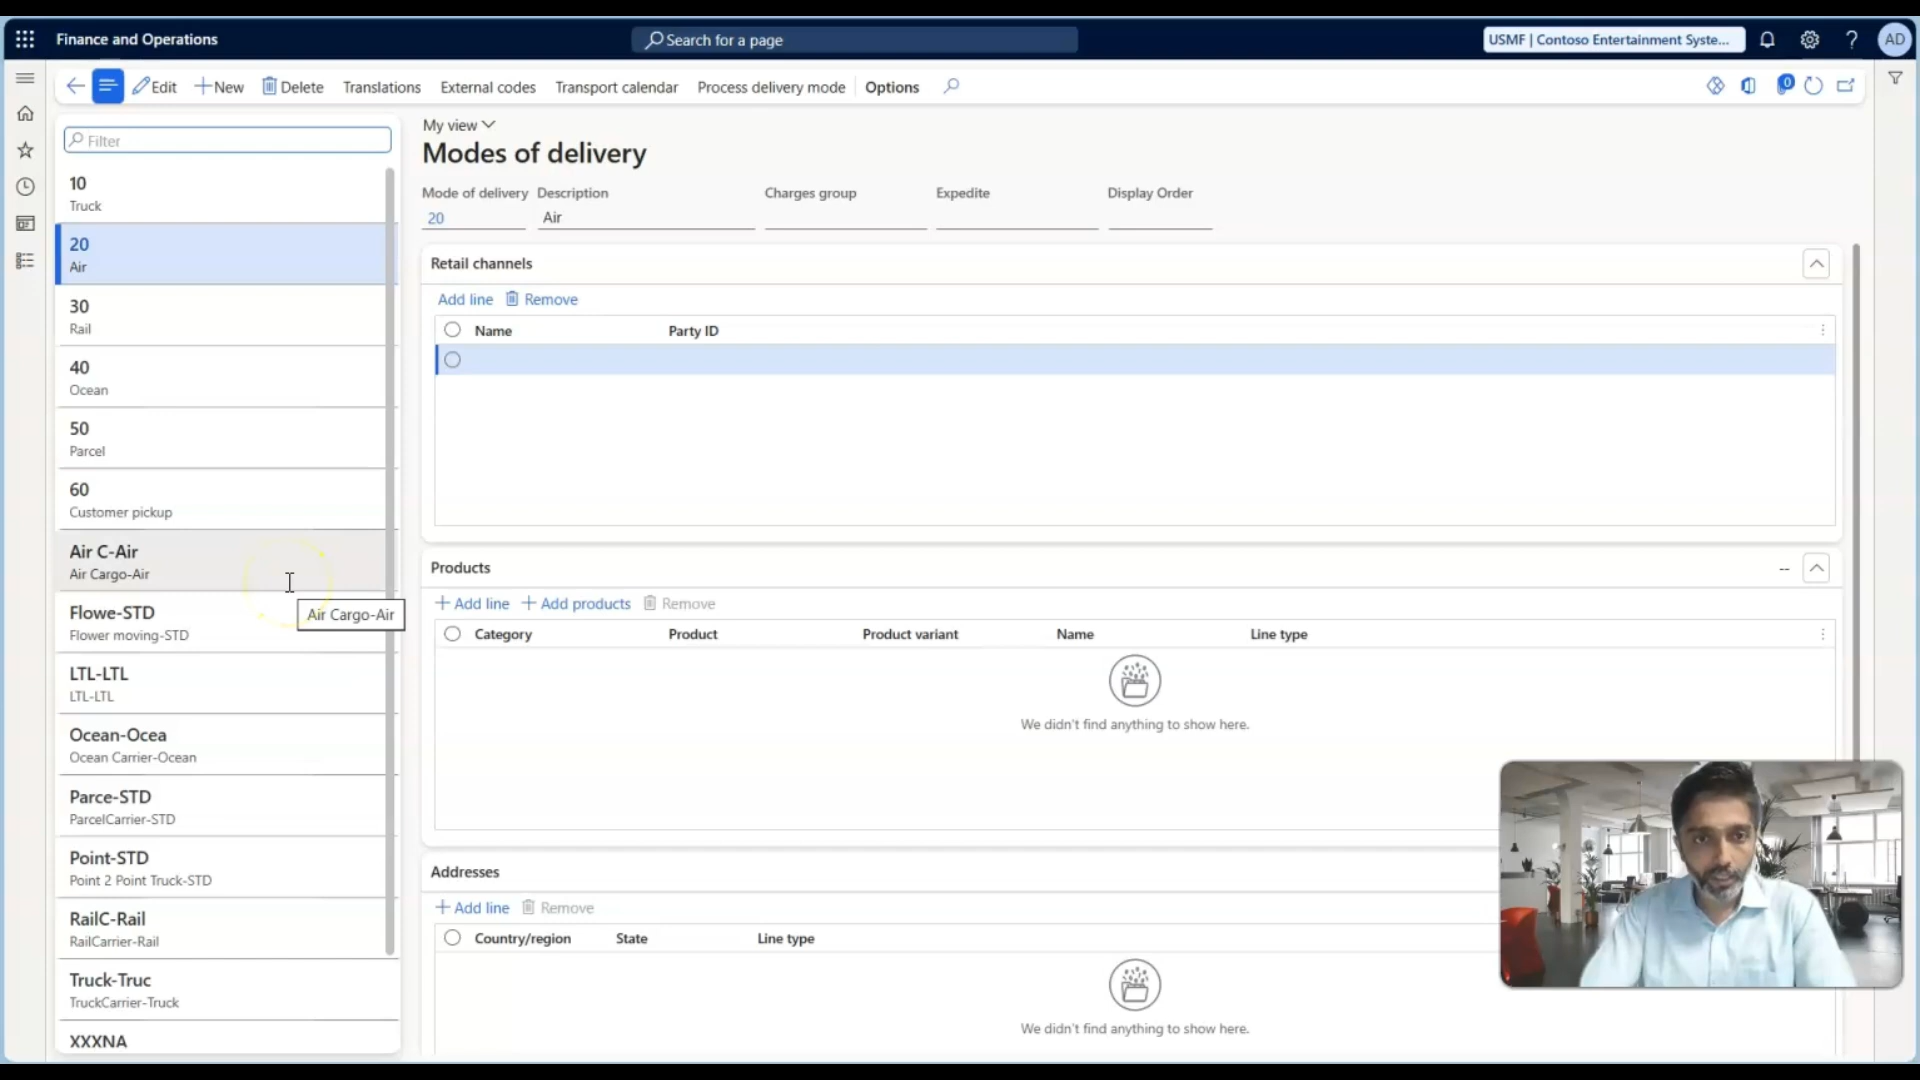 Finance and Operations
Search for a page
USMF | Contoso Entertainment Syste...
AD
Edit
New
Delete
Translations
External codes
Transport calendar
Process delivery mode
Options
0
Filter
10
Truck
20
Air
30
Rail
40
Ocean
50
Parcel
60
Customer pickup
Air C-Air
Air Cargo-Air
Flowe-STD
Flower moving-STD
Air Cargo-Air
LTL-LTL
LTL-LTL
Ocean-Ocea
Ocean Carrier-Ocean
Parce-STD
ParcelCarrier-STD
Point-STD
Point 2 Point Truck-STD
RailC-Rail
RailCarrier-Rail
Truck-Truc
TruckCarrier-Truck
XXXNA
My view
Modes of delivery
Mode of delivery Description Charges group Expedite Display Order
20 Air
Retail channels
Add line Remove
Name Party ID
Products
--
Add line Add products Remove
Category Product Product variant Name Line type
We didn't find anything to show here.
Addresses
Add line Remove
Country/region State Line type
We didn't find anything to show here.